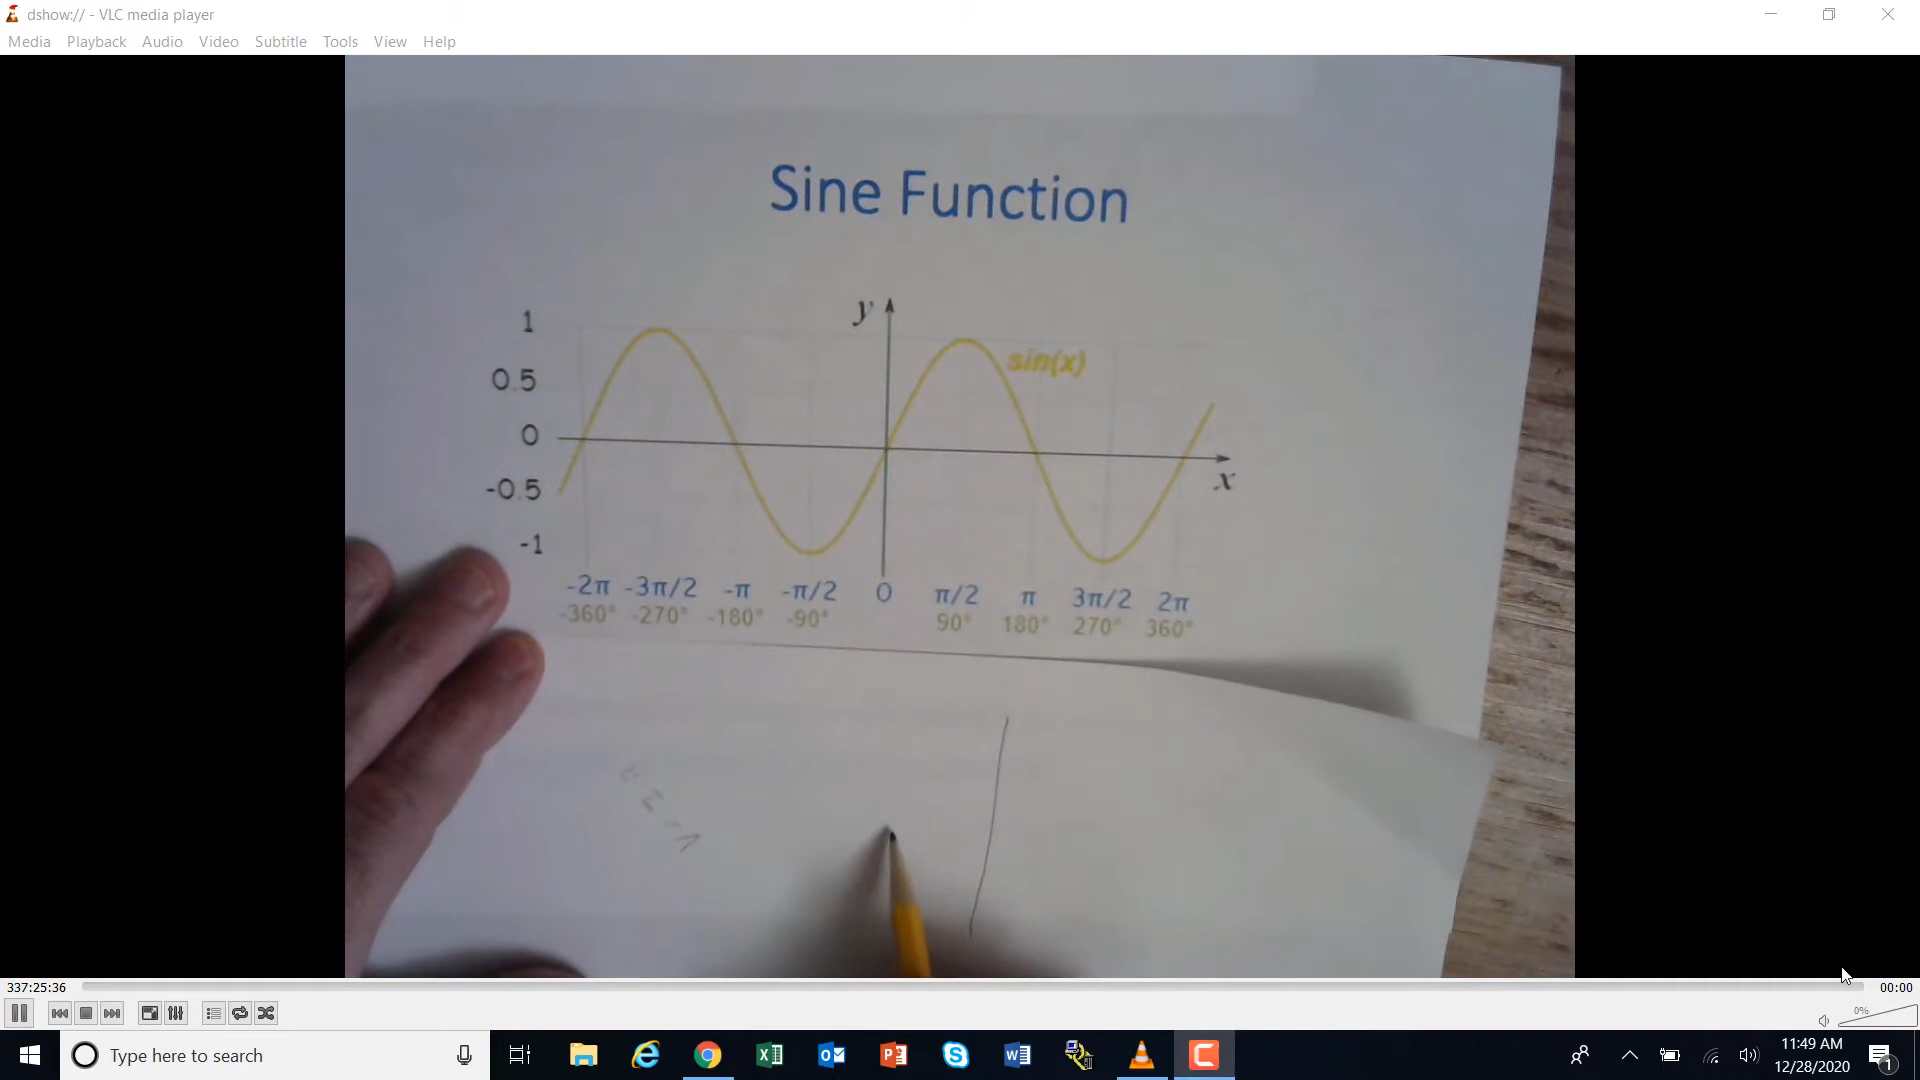 dshow:// - VLC media player
Media Playback Audio Video Subtitle Tools View Help
Sine Function
y
1
sin(x)
0.5
0
x
-0.5
-1
-2π -3π/2 -π -π/2 0 π/2 π 3π/2 2π
-360° -270° -180° -90° 90° 180° 270° 360°
337:25:36 00:00
0%
Type here to search
11:49 AM
12/28/2020
1